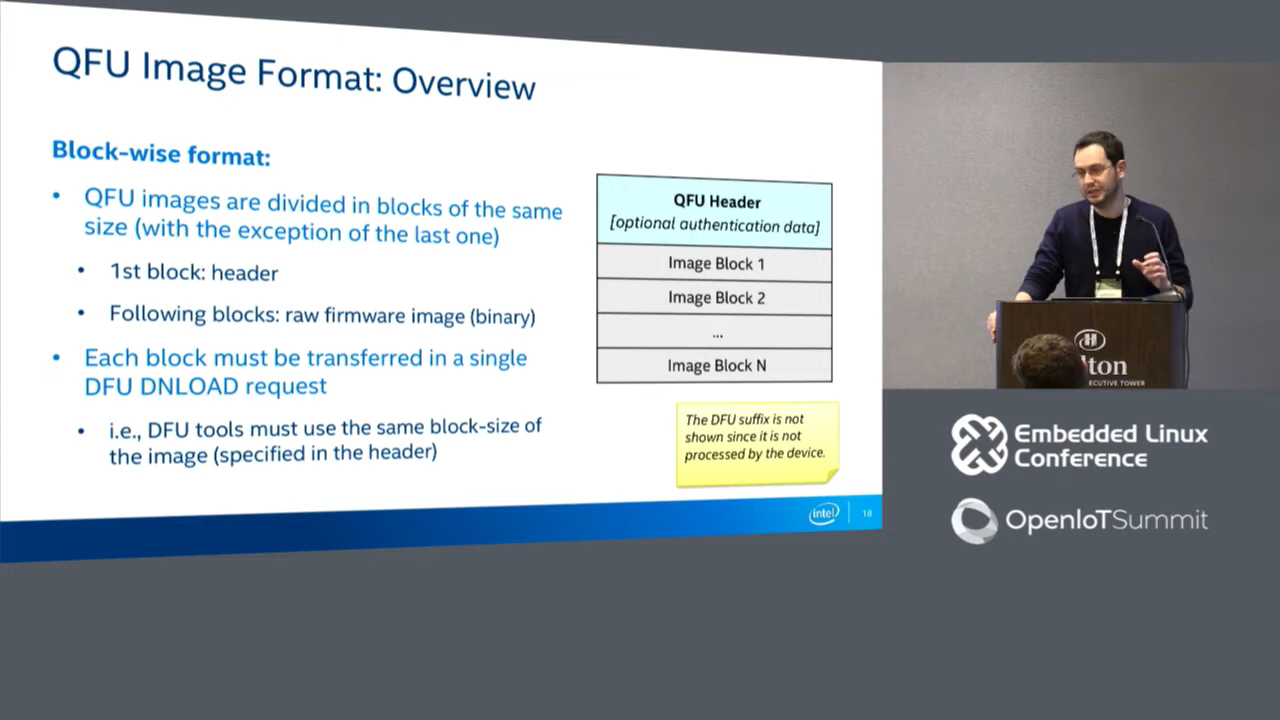 QFU Image Format: Overview
Block-wise format:
• QFU images are divided in blocks of the same
size (with the exception of the last one)
• 1st block: header
• Following blocks: raw firmware image (binary)
• Each block must be transferred in a single
DFU DNLOAD request
• i.e., DFU tools must use the same block-size of
the image (specified in the header)
QFU Header
[optional authentication data]
Image Block 1
Image Block 2
...
Image Block N
The DFU suffix is not
shown since it is not
processed by the device.
intel
18
H
lton
ECUTIVE TOWER
Embedded Linux
Conference
OpenIoTSummit